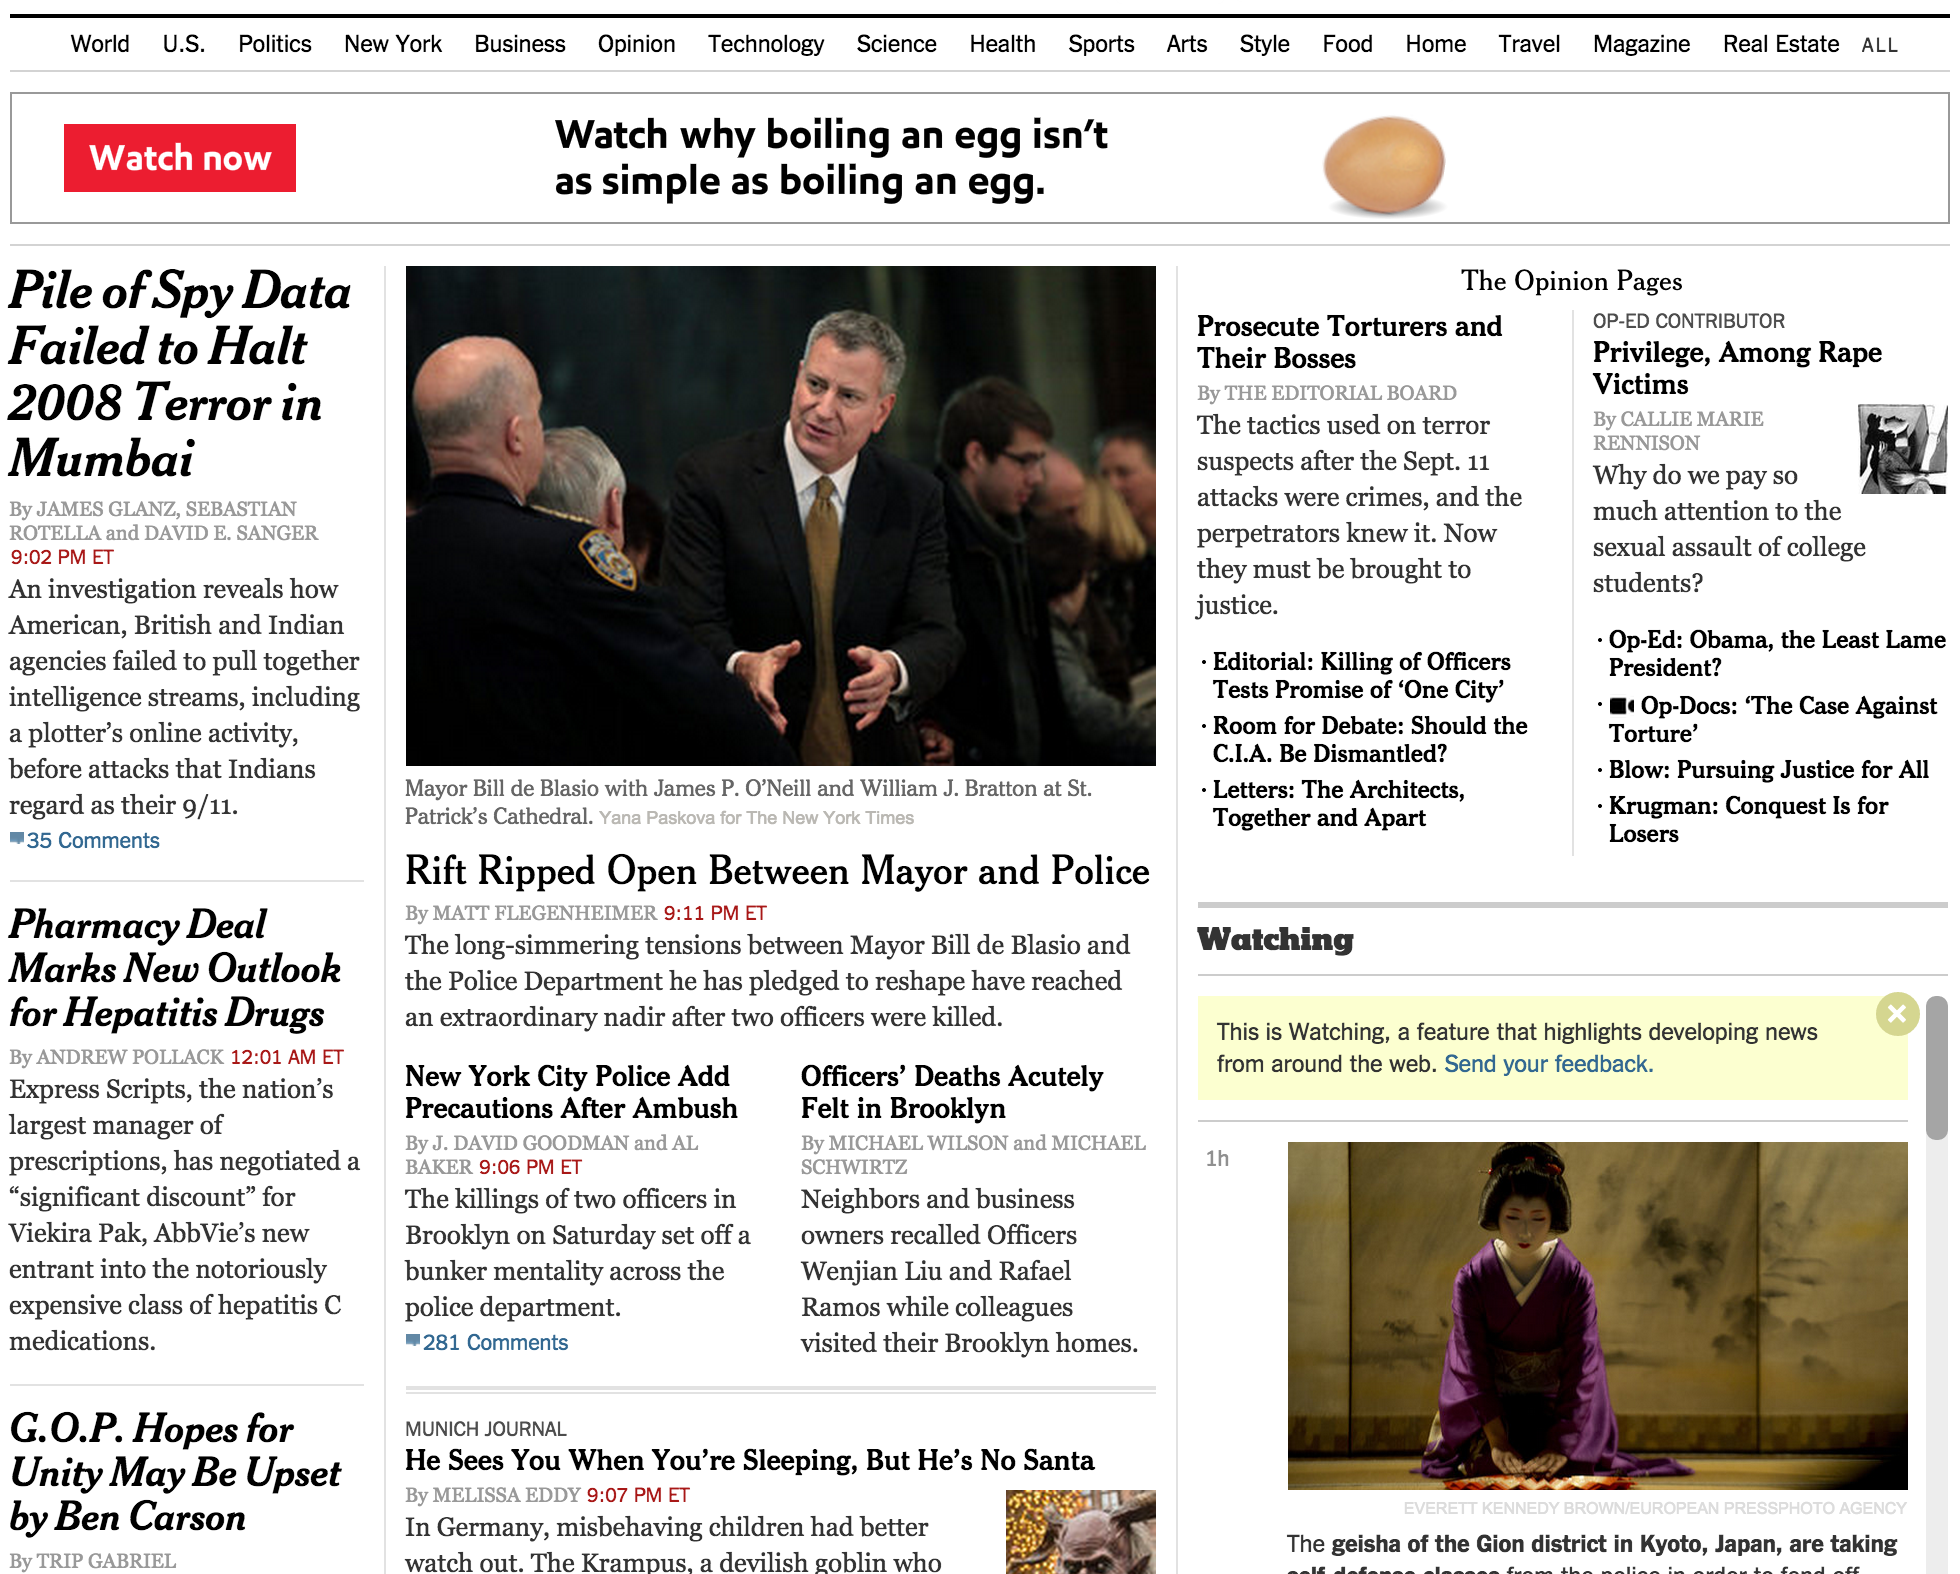 World U.S. Politics New York Business Opinion Technology Science Health Sports Arts Style Food Home Travel Magazine Real Estate ALL
Watch now
Watch why boiling an egg isn't
as simple as boiling an egg.
Pile of Spy Data
Failed to Halt
2008 Terror in
Mumbai
By JAMES GLANZ, SEBASTIAN
ROTELLA and DAVID E. SANGER
9:02 PM ET
An investigation reveals how
American, British and Indian
agencies failed to pull together
intelligence streams, including
a plotter's online activity,
before attacks that Indians
regard as their 9/11.
35 Comments
Pharmacy Deal
Marks New Outlook
for Hepatitis Drugs
By ANDREW POLLACK 12:01 AM ET
Express Scripts, the nation's
largest manager of
prescriptions, has negotiated a
“significant discount” for
Viekira Pak, AbbVie's new
entrant into the notoriously
expensive class of hepatitis C
medications.
G.O.P. Hopes for
Unity May Be Upset
by Ben Carson
By TRIP GABRIEL
Mayor Bill de Blasio with James P. O'Neill and William J. Bratton at St.
Patrick's Cathedral. Yana Paskova for The New York Times
Rift Ripped Open Between Mayor and Police
By MATT FLEGENHEIMER 9:11 PM ET
The long-simmering tensions between Mayor Bill de Blasio and
the Police Department he has pledged to reshape have reached
an extraordinary nadir after two officers were killed.
New York City Police Add
Precautions After Ambush
By J. DAVID GOODMAN and AL
BAKER 9:06 PM ET
The killings of two officers in
Brooklyn on Saturday set off a
bunker mentality across the
police department.
281 Comments
Officers' Deaths Acutely
Felt in Brooklyn
By MICHAEL WILSON and MICHAEL
SCHWIRTZ
Neighbors and business
owners recalled Officers
Wenjian Liu and Rafael
Ramos while colleagues
visited their Brooklyn homes.
MUNICH JOURNAL
He Sees You When You're Sleeping, But He's No Santa
By MELISSA EDDY 9:07 PM ET
In Germany, misbehaving children had better
watch out. The Krampus, a devilish goblin who
The Opinion Pages
Prosecute Torturers and
Their Bosses
By THE EDITORIAL BOARD
The tactics used on terror
suspects after the Sept. 11
attacks were crimes, and the
perpetrators knew it. Now
they must be brought to
justice.
· Editorial: Killing of Officers
Tests Promise of ‘One City’
· Room for Debate: Should the
C.I.A. Be Dismantled?
· Letters: The Architects,
Together and Apart
OP-ED CONTRIBUTOR
Privilege, Among Rape
Victims
By CALLIE MARIE
RENNISON
Why do we pay so
much attention to the
sexual assault of college
students?
· Op-Ed: Obama, the Least Lame
President?
· Op-Docs: ‘The Case Against
Torture’
· Blow: Pursuing Justice for All
· Krugman: Conquest Is for
Losers
Watching
This is Watching, a feature that highlights developing news
from around the web. Send your feedback.
1h
EVERETT KENNEDY BROWN/EUROPEAN PRESSPHOTO AGENCY
The geisha of the Gion district in Kyoto, Japan, are taking
self-defense classes from the police in order to fend off